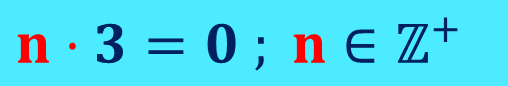 n · 3 = 0 ; n ∈ ℤ⁺